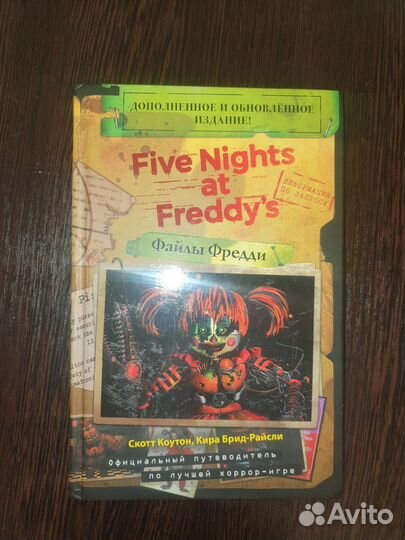 ДОПОЛНЕННОЕ И ОБНОВЛЁННОЕ
ИЗДАНИЕ!
Five Nights
at
Freddy's
ИНФОРМАЦИЯ
ПО ЗАПРОСУ
Файлы Фредди
Скотт Коутон, Кира Брид-Райсли
Официальный путеводитель
по лучшей хоррор-игре
Avito